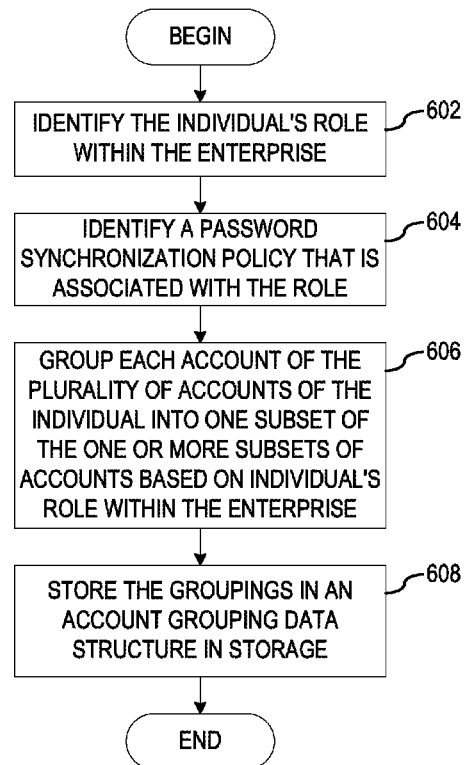 BEGIN
IDENTIFY THE INDIVIDUAL'S ROLE
WITHIN THE ENTERPRISE
602
IDENTIFY A PASSWORD
SYNCHRONIZATION POLICY THAT IS
ASSOCIATED WITH THE ROLE
604
GROUP EACH ACCOUNT OF THE
PLURALITY OF ACCOUNTS OF THE
INDIVIDUAL INTO ONE SUBSET OF
THE ONE OR MORE SUBSETS OF
ACCOUNTS BASED ON INDIVIDUAL'S
ROLE WITHIN THE ENTERPRISE
606
STORE THE GROUPINGS IN AN
ACCOUNT GROUPING DATA
STRUCTURE IN STORAGE
608
END